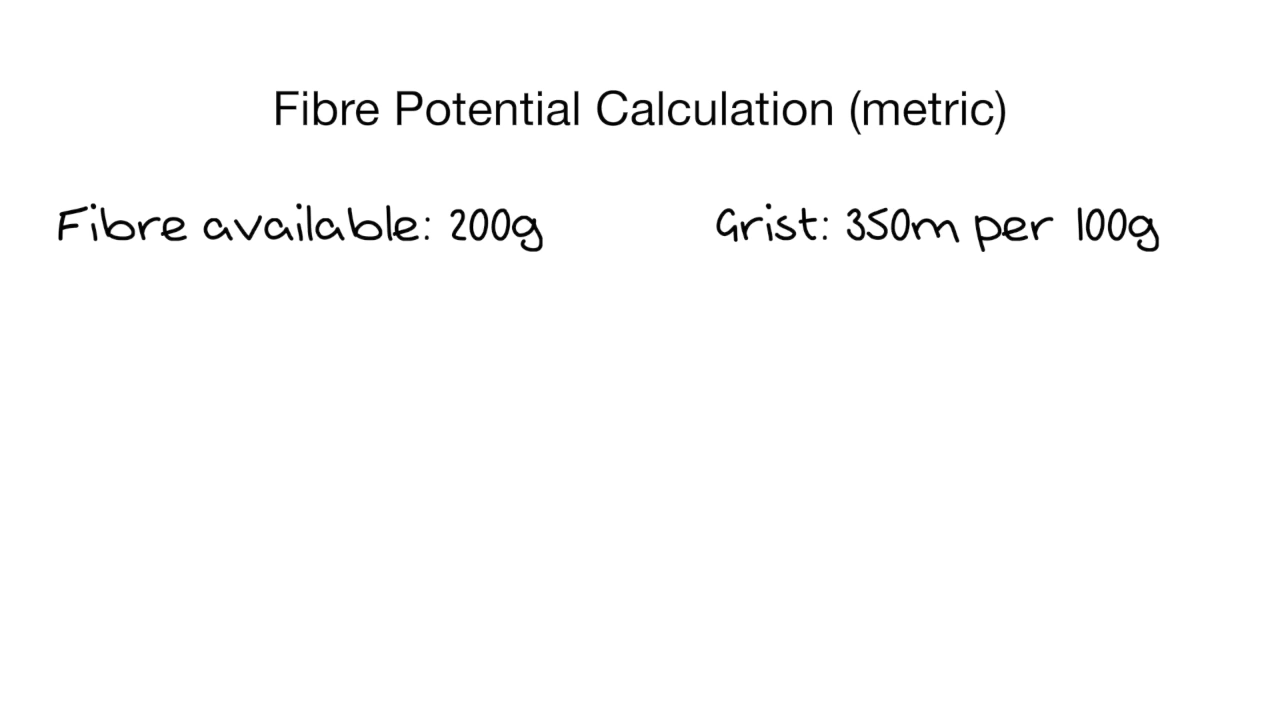 Fibre Potential Calculation (metric)
Fibre available: 200g
Grist: 350m per 100g